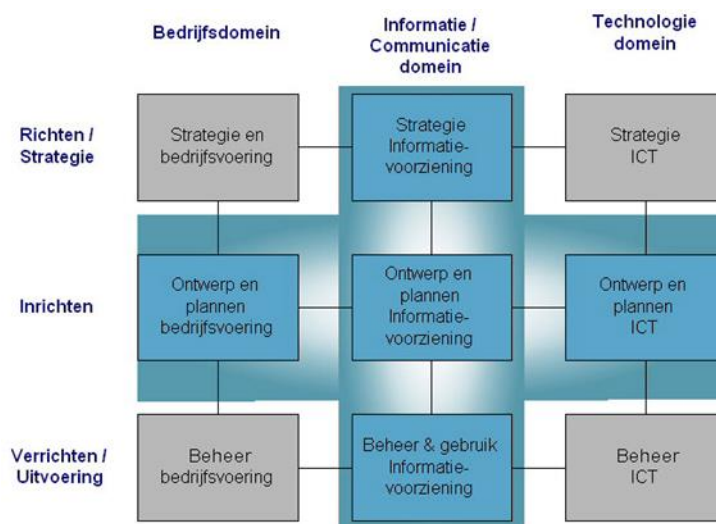 Bedrijfsdomein
Informatie /
Communicatie
domein
Technologie
domein
Richten /
Strategie
Strategie en
bedrijfsvoering
Strategie
Informatie-
voorziening
Strategie
ICT
Inrichten
Ontwerp en
plannen
bedrijfsvoering
Ontwerp en
plannen
Informatie-
voorziening
Ontwerp en
plannen
ICT
Verrichten /
Uitvoering
Beheer
bedrijfsvoering
Beheer & gebruik
Informatie-
voorziening
Beheer
ICT